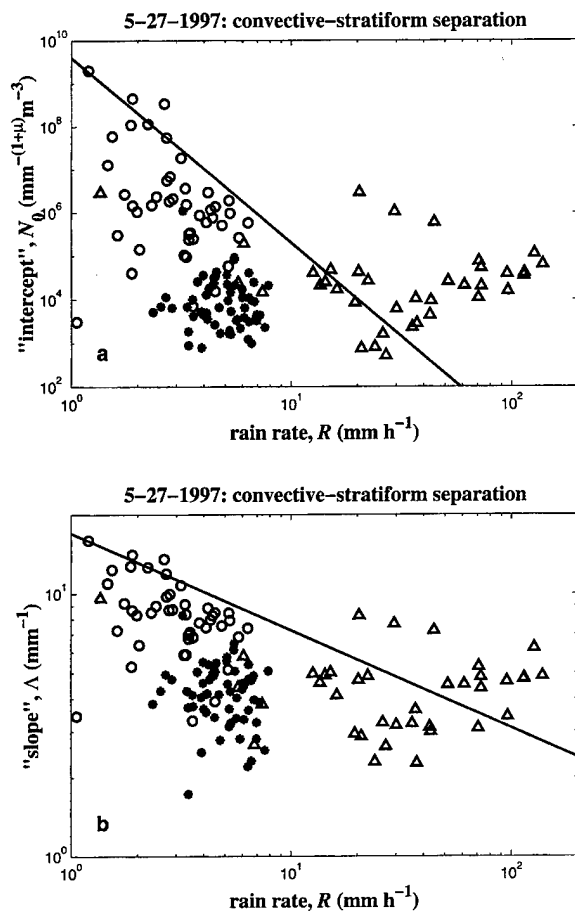 5–27–1997: convective–stratiform separation
10^10
10^8
10^6
10^4
10^2
"intercept", N_0 (mm^−(1+μ) m^−3)
a
10^0
10^1
10^2
rain rate, R (mm h^−1)
5–27–1997: convective–stratiform separation
10^1
10^0
"slope", Λ (mm^−1)
b
10^0
10^1
10^2
rain rate, R (mm h^−1)